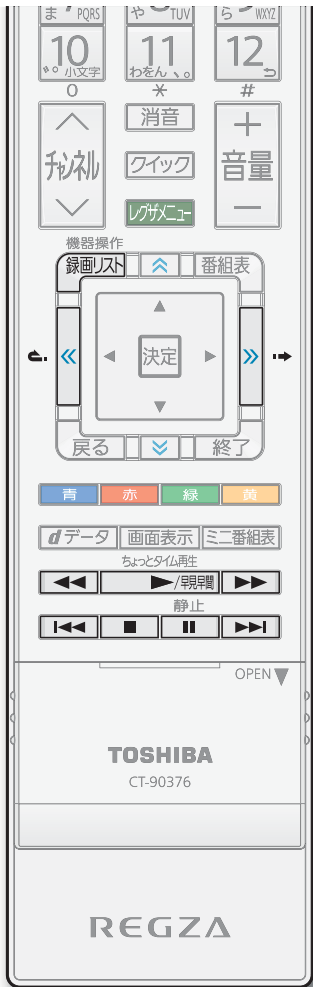 ま 7 PQRS や 8 TUV ら 9 WXYZ
10 11 12
゛゜小文字 わをん、。
0 ＊ #
チャンネル 消音 ＋ 音量 −
クイック
レグザメニュー
機器操作
録画リスト 番組表
決定
戻る 終了
青 赤 緑 黄
dデータ 画面表示 ミニ番組表
ちょっとタイム再生
/早見早聞
静止
OPEN
TOSHIBA
CT-90376
REGZA